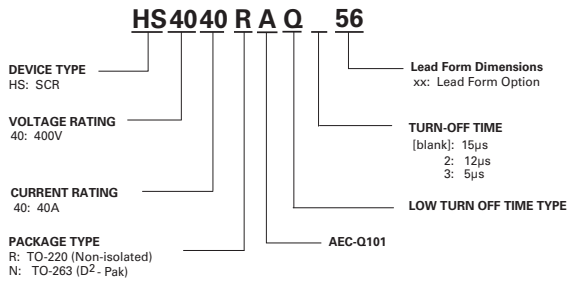 HS4040RAQ_56
DEVICE TYPE
HS: SCR
VOLTAGE RATING
40: 400V
CURRENT RATING
40: 40A
PACKAGE TYPE
R: TO-220 (Non-isolated)
N: TO-263 (D²- Pak)
Lead Form Dimensions
xx: Lead Form Option
TURN-OFF TIME
[blank]: 15μs
2: 12μs
3: 5μs
LOW TURN OFF TIME TYPE
AEC-Q101